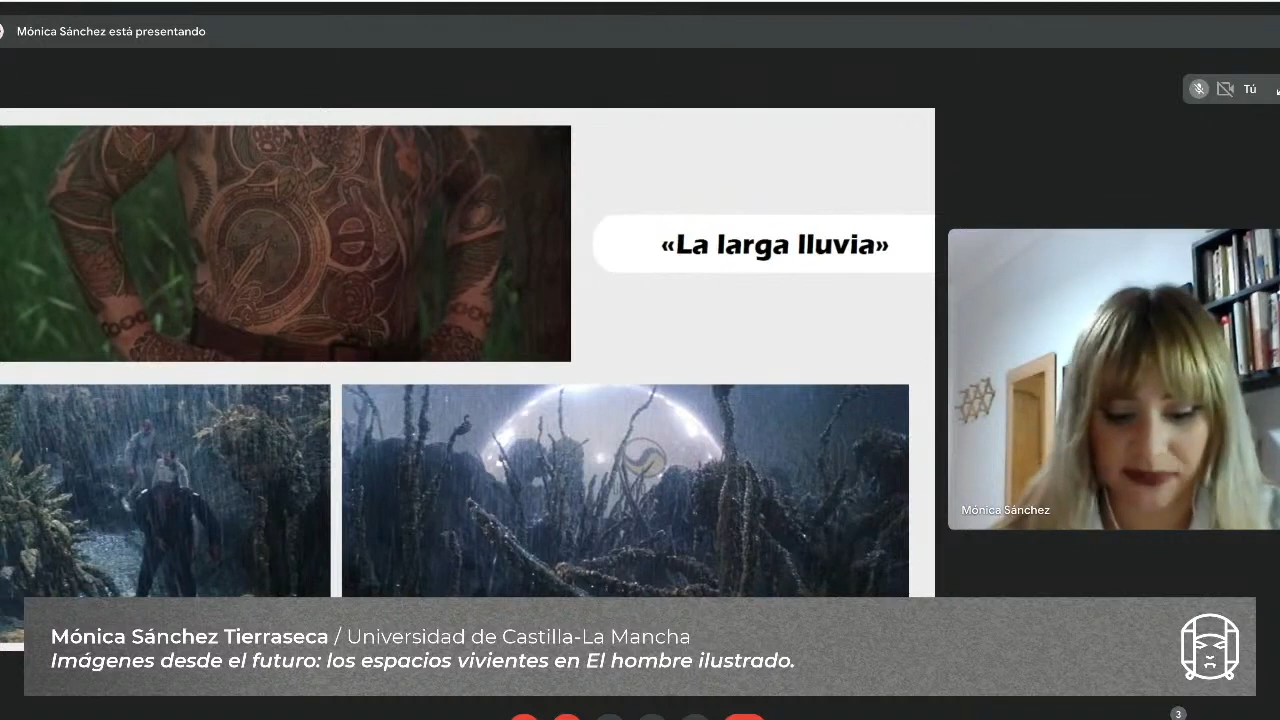 Mónica Sánchez está presentando
Tú
«La larga lluvia»
Mónica Sánchez
Mónica Sánchez Tierraseca / Universidad de Castilla-La Mancha
Imágenes desde el futuro: los espacios vivientes en El hombre ilustrado.
3